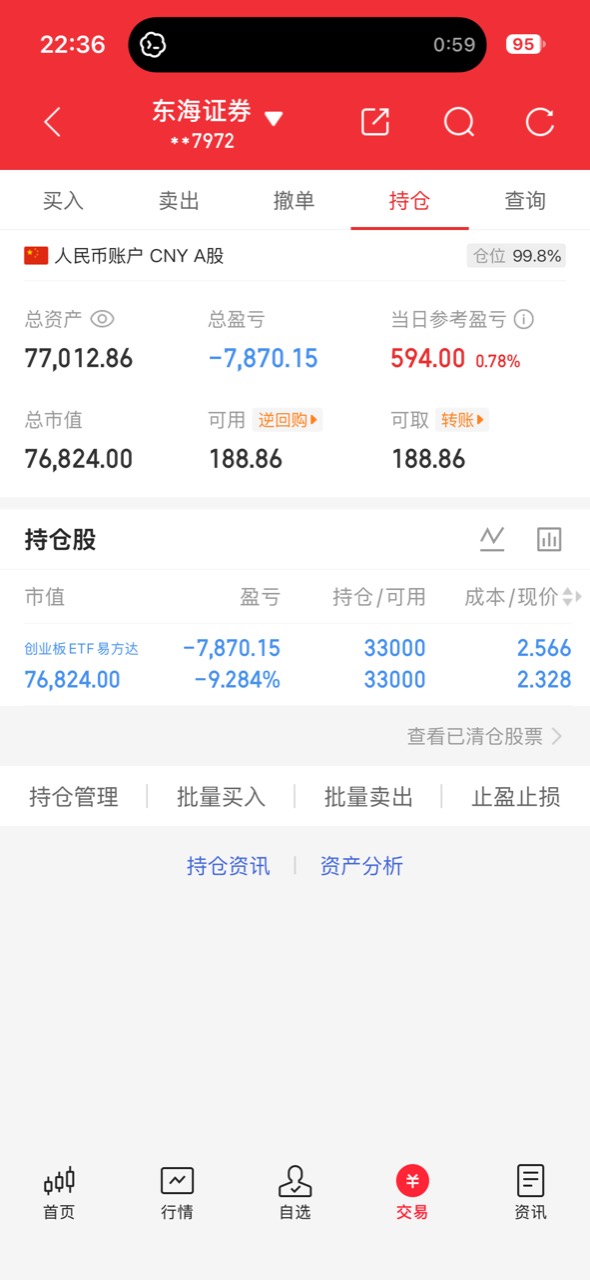 22:36 0:59 95
东海证券
**7972
买入 卖出 撤单 持仓 查询
人民币账户 CNY A股 仓位 99.8%
总资产 总盈亏 当日参考盈亏
77,012.86 -7,870.15 594.00 0.78%
总市值 可用 逆回购 可取 转账
76,824.00 188.86 188.86
持仓股
市值 盈亏 持仓/可用 成本/现价
创业板ETF易方达 -7,870.15 33000 2.566
76,824.00 -9.284% 33000 2.328
查看已清仓股票
持仓管理 批量买入 批量卖出 止盈止损
持仓资讯 资产分析
首页 行情 自选 交易 资讯